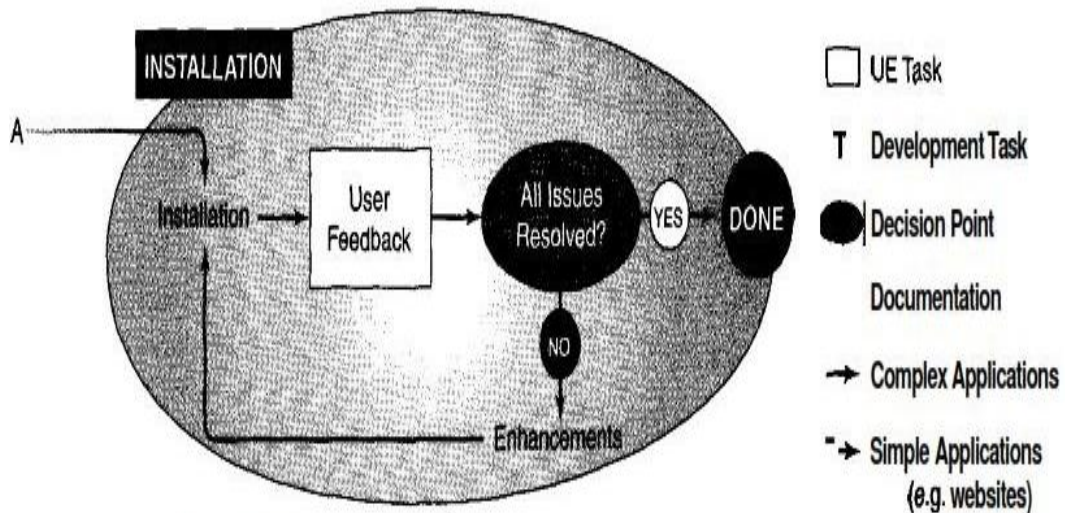 INSTALLATION
A
Installation
User
Feedback
All Issues
Resolved?
YES
DONE
NO
Enhancements
UE Task
T Development Task
Decision Point
Documentation
Complex Applications
Simple Applications
(e.g. websites)